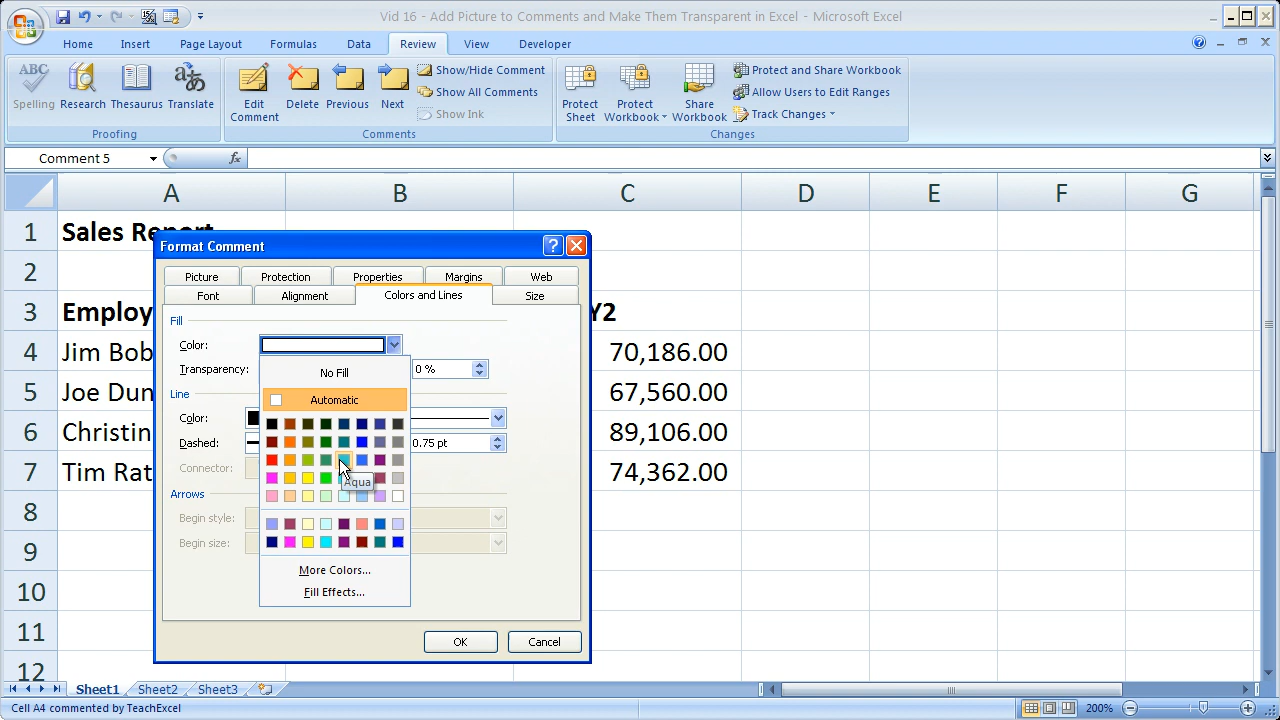 Vid 16 - Add Picture to Comments and Make Them Transparent in Excel - Microsoft Excel
Home Insert Page Layout Formulas Data Review View Developer
Spelling Research Thesaurus Translate
Proofing
Edit Comment Delete Previous Next
Show/Hide Comment
Show All Comments
Show Ink
Comments
Protect Sheet Protect Workbook Share Workbook
Protect and Share Workbook
Allow Users to Edit Ranges
Track Changes
Changes
Comment 5 fx
A B C D E F G
1 Sales Report
2
3 Employ Y2
4 Jim Bob 70,186.00
5 Joe Dun 67,560.00
6 Christin 89,106.00
7 Tim Rat 74,362.00
8
9
10
11
12
Format Comment
Picture Protection Properties Margins Web
Font Alignment Colors and Lines Size
Fill
Color:
Transparency: 0 %
Line
Color:
Dashed: 0.75 pt
Connector:
Arrows
Begin style:
Begin size:
No Fill
Automatic
Aqua
More Colors...
Fill Effects...
OK Cancel
Sheet1 Sheet2 Sheet3
Cell A4 commented by TeachExcel 200%